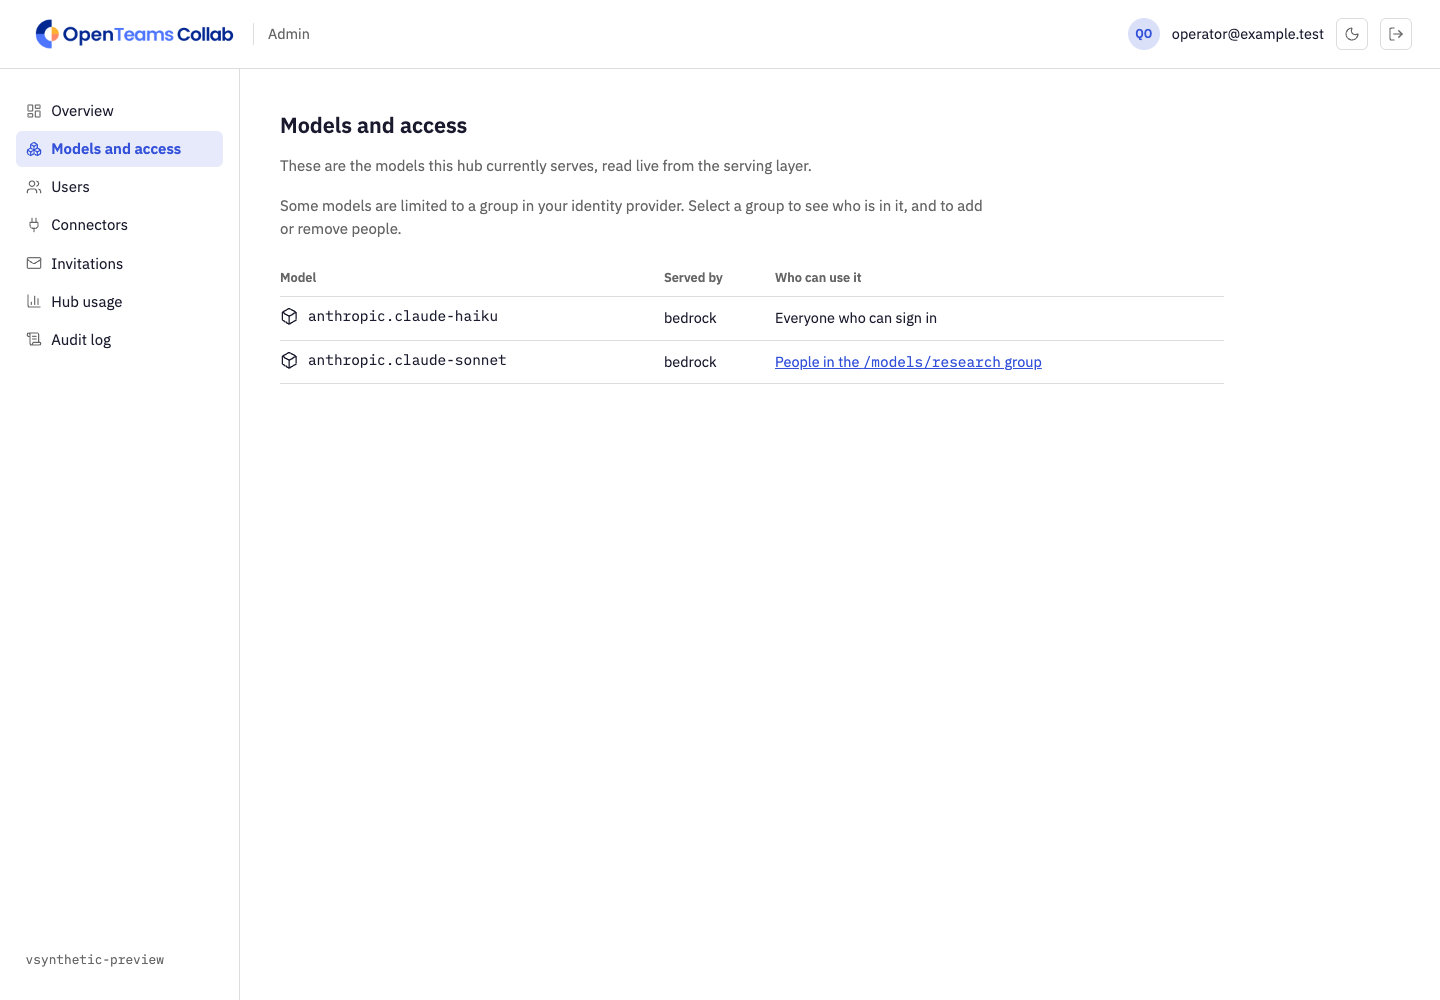 OpenTeams Collab
Admin
QO
operator@example.test
Overview
Models and access
Users
Connectors
Invitations
Hub usage
Audit log
vsynthetic-preview
Models and access
These are the models this hub currently serves, read live from the serving layer.
Some models are limited to a group in your identity provider. Select a group to see who is in it, and to add
or remove people.
Model Served by Who can use it
anthropic.claude-haiku bedrock Everyone who can sign in
anthropic.claude-sonnet bedrock People in the /models/research group